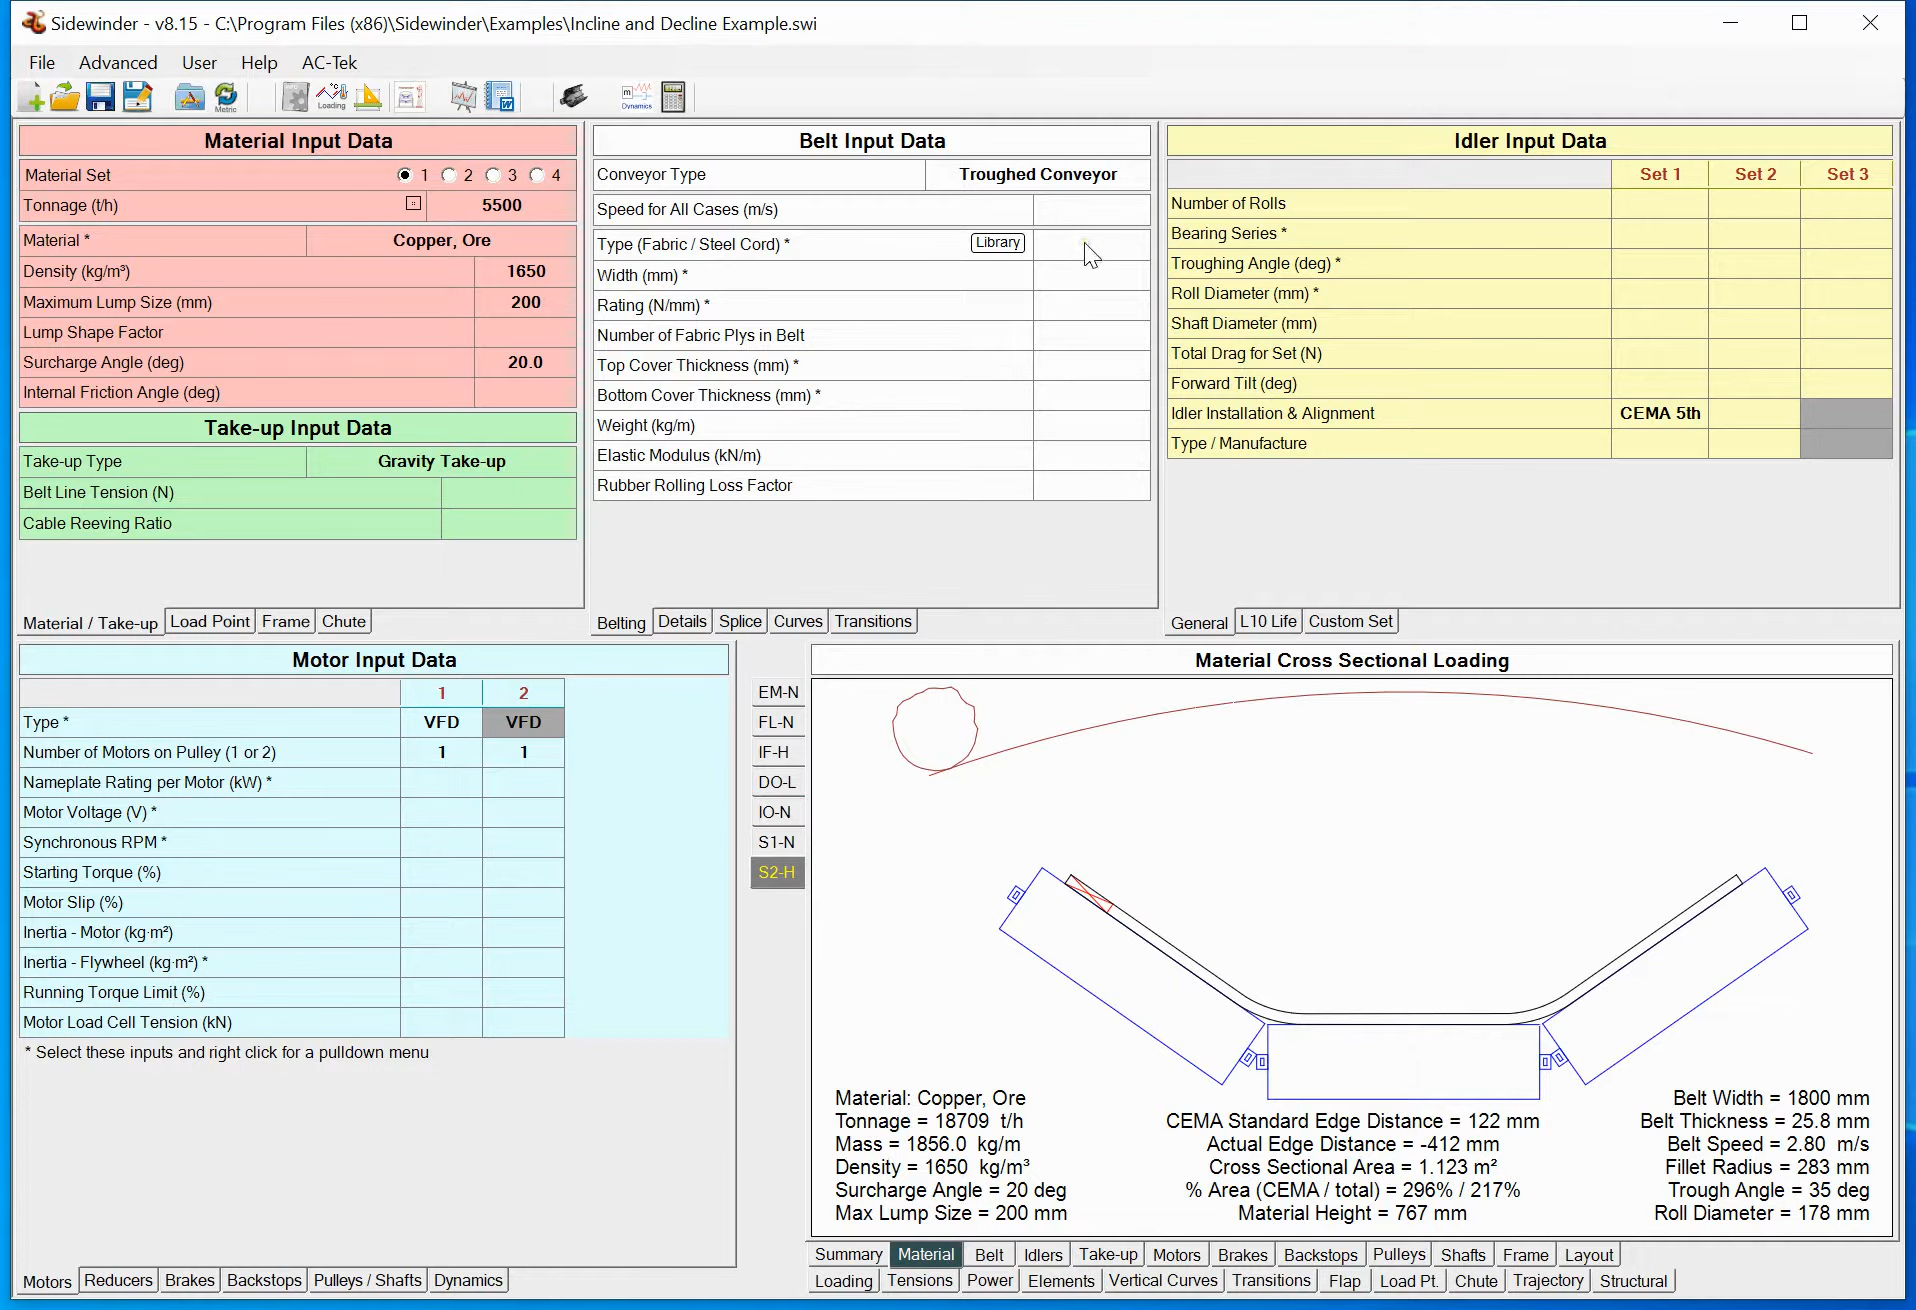 Sidewinder - v8.15 - C:\Program Files (x86)\Sidewinder\Examples\Incline and Decline Example.swi
File Advanced User Help AC-Tek
Metric Loading Dynamics
Material Input Data
Material Set 1 2 3 4
Tonnage (t/h) 5500
Material * Copper, Ore
Density (kg/m³) 1650
Maximum Lump Size (mm) 200
Lump Shape Factor
Surcharge Angle (deg) 20.0
Internal Friction Angle (deg)
Take-up Input Data
Take-up Type Gravity Take-up
Belt Line Tension (N)
Cable Reeving Ratio
Material / Take-up Load Point Frame Chute
Belt Input Data
Conveyor Type Troughed Conveyor
Speed for All Cases (m/s)
Type (Fabric / Steel Cord) * Library
Width (mm) *
Rating (N/mm) *
Number of Fabric Plys in Belt
Top Cover Thickness (mm) *
Bottom Cover Thickness (mm) *
Weight (kg/m)
Elastic Modulus (kN/m)
Rubber Rolling Loss Factor
Belting Details Splice Curves Transitions
Idler Input Data
Set 1 Set 2 Set 3
Number of Rolls
Bearing Series *
Troughing Angle (deg) *
Roll Diameter (mm) *
Shaft Diameter (mm)
Total Drag for Set (N)
Forward Tilt (deg)
Idler Installation & Alignment CEMA 5th
Type / Manufacture
General L10 Life Custom Set
Motor Input Data
1 2
Type * VFD VFD
Number of Motors on Pulley (1 or 2) 1 1
Nameplate Rating per Motor (kW) *
Motor Voltage (V) *
Synchronous RPM *
Starting Torque (%)
Motor Slip (%)
Inertia - Motor (kg·m²)
Inertia - Flywheel (kg·m²) *
Running Torque Limit (%)
Motor Load Cell Tension (kN)
* Select these inputs and right click for a pulldown menu
Motors Reducers Brakes Backstops Pulleys / Shafts Dynamics
EM-N
FL-N
IF-H
DO-L
IO-N
S1-N
S2-H
Material Cross Sectional Loading
Material: Copper, Ore
Tonnage = 18709 t/h
Mass = 1856.0 kg/m
Density = 1650 kg/m³
Surcharge Angle = 20 deg
Max Lump Size = 200 mm
CEMA Standard Edge Distance = 122 mm
Actual Edge Distance = -412 mm
Cross Sectional Area = 1.123 m²
% Area (CEMA / total) = 296% / 217%
Material Height = 767 mm
Belt Width = 1800 mm
Belt Thickness = 25.8 mm
Belt Speed = 2.80 m/s
Fillet Radius = 283 mm
Trough Angle = 35 deg
Roll Diameter = 178 mm
Summary Material Belt Idlers Take-up Motors Brakes Backstops Pulleys Shafts Frame Layout
Loading Tensions Power Elements Vertical Curves Transitions Flap Load Pt. Chute Trajectory Structural